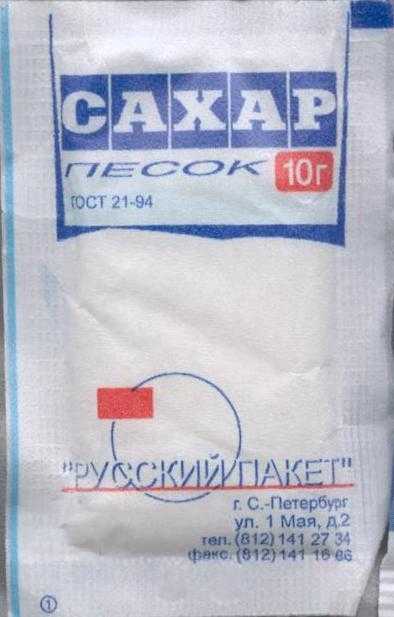 САХАР
ПЕСОК 10г
ГОСТ 21-94
"РУССКИЙ ПАКЕТ"
г. С.-Петербург
ул. 1 Мая, д.2
тел. (812) 141 27 34
факс. (812) 141 16 66
1